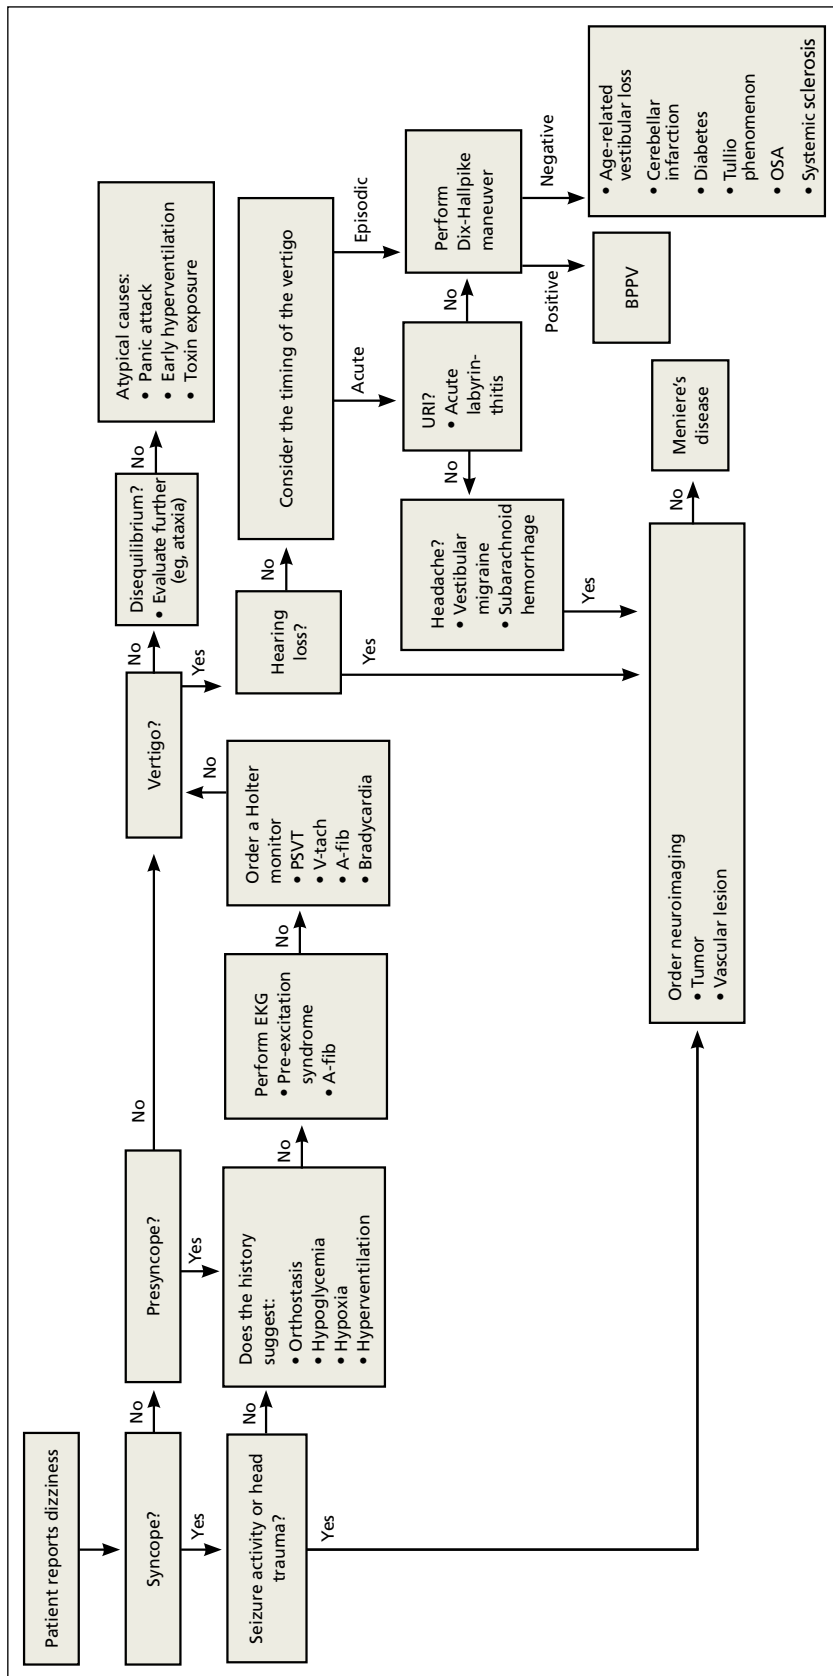 Patient reports dizziness
Syncope?
No
Yes
Presyncope?
No
Yes
Vertigo?
No
Yes
Disequilibrium?
• Evaluate further
(eg, ataxia)
No
Atypical causes:
• Panic attack
• Early hyperventilation
• Toxin exposure
Seizure activity or head
trauma?
No
Yes
Does the history
suggest:
• Orthostasis
• Hypoglycemia
• Hypoxia
• Hyperventilation
No
Perform EKG
• Pre-excitation
syndrome
• A-fib
No
Order a Holter
monitor
• PSVT
• V-tach
• A-fib
• Bradycardia
No
Hearing
loss?
No
Yes
Consider the timing of the vertigo
Acute
Episodic
Headache?
• Vestibular
migraine
• Subarachnoid
hemorrhage
Yes
No
URI?
• Acute
labyrin-
thitis
No
Perform
Dix-Hallpike
maneuver
Positive
Negative
BPPV
• Age-related
vestibular loss
• Cerebellar
infarction
• Diabetes
• Tullio
phenomenon
• OSA
• Systemic sclerosis
Order neuroimaging
• Tumor
• Vascular lesion
No
Meniere's
disease